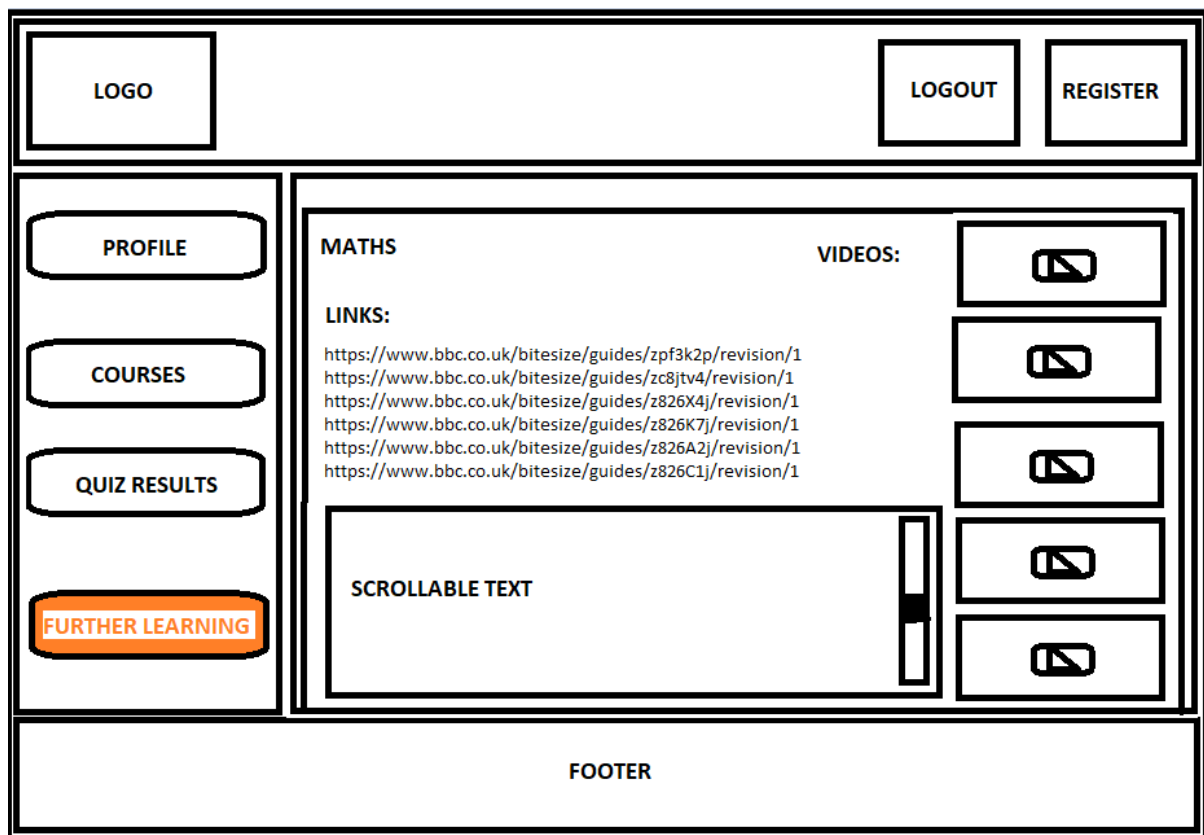 LOGO
LOGOUT
REGISTER
PROFILE
COURSES
QUIZ RESULTS
FURTHER LEARNING
MATHS
VIDEOS:
LINKS:
https://www.bbc.co.uk/bitesize/guides/zpf3k2p/revision/1
https://www.bbc.co.uk/bitesize/guides/zc8jtv4/revision/1
https://www.bbc.co.uk/bitesize/guides/z826X4j/revision/1
https://www.bbc.co.uk/bitesize/guides/z826K7j/revision/1
https://www.bbc.co.uk/bitesize/guides/z826A2j/revision/1
https://www.bbc.co.uk/bitesize/guides/z826C1j/revision/1
SCROLLABLE TEXT
FOOTER